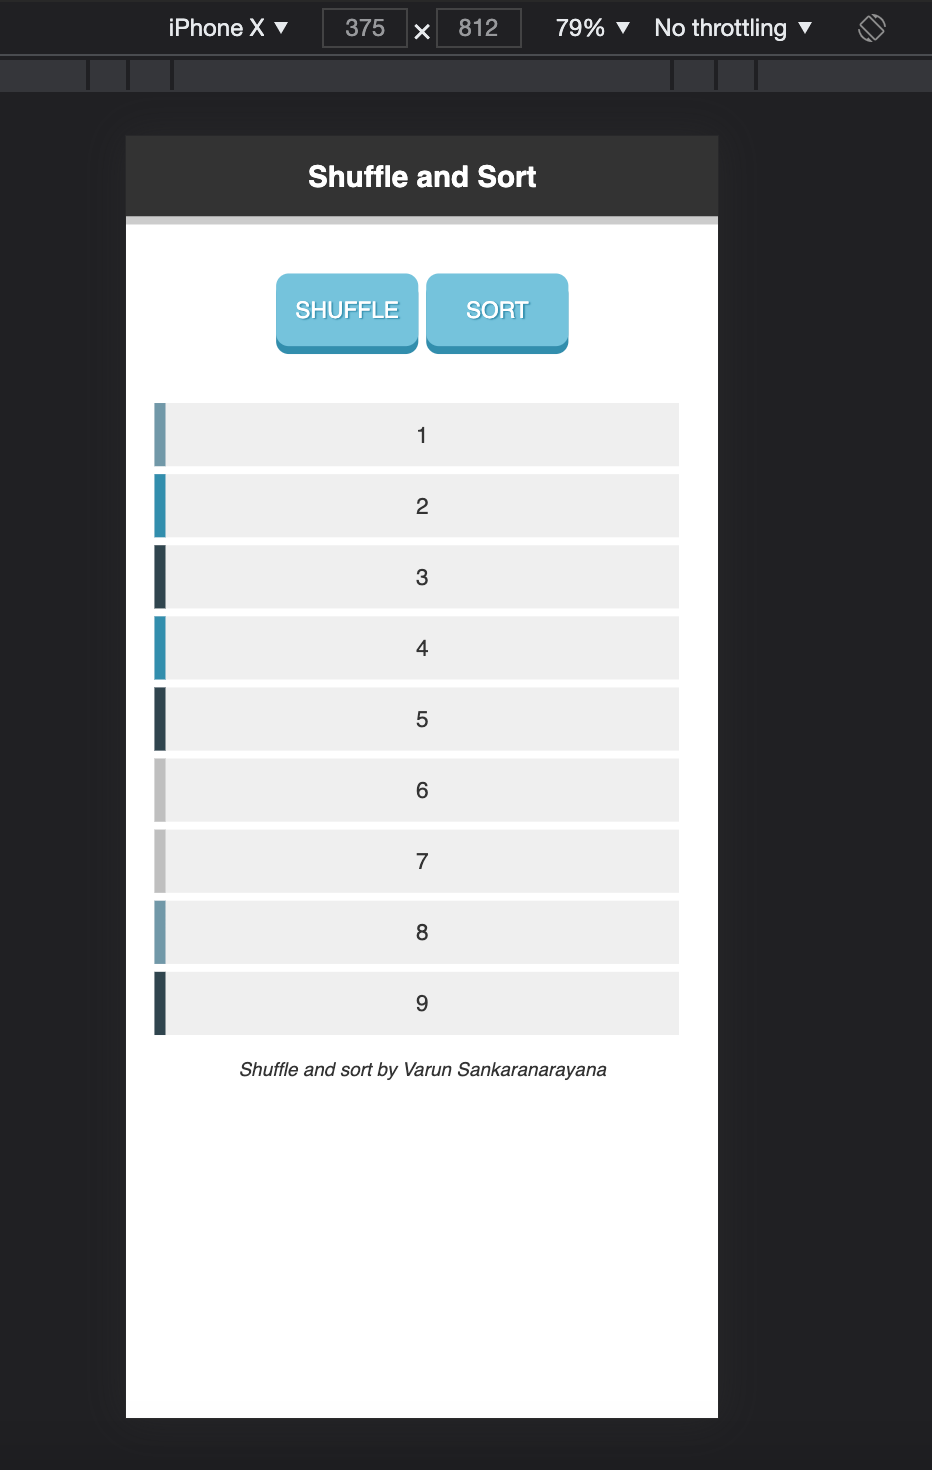 iPhone X ▼ 375 × 812 79% ▼ No throttling ▼
Shuffle and Sort
SHUFFLE SORT
1
2
3
4
5
6
7
8
9
Shuffle and sort by Varun Sankaranarayana